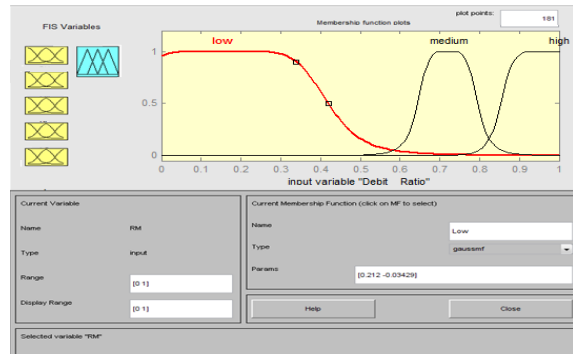 FIS Variables
Membership function plots
plot points:
181
low
medium
high
1
0.5
0
0
0.1
0.2
0.3
0.4
0.5
0.6
0.7
0.8
0.9
1
input variable "Debit Ratio"
Current Variable
Name
RM
Type
input
Range
[0 1]
Display Range
[0 1]
Current Membership Function (click on MF to select)
Name
Low
Type
gaussmf
Params
[0.212 -0.03429]
Help
Close
Selected variable "RM"